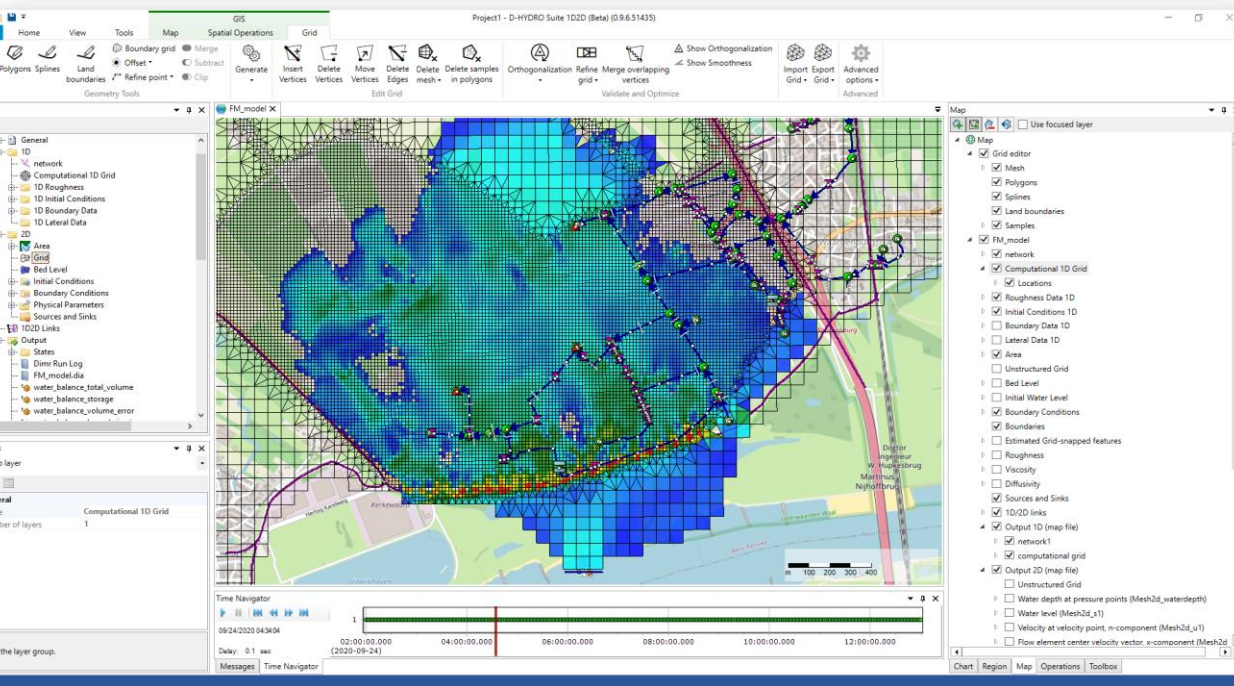 Project1 - D-HYDRO Suite 1D2D (Beta) (0.9.6.51435)
GIS
Home View Tools Map Spatial Operations Grid
Polygons Splines Land boundaries
Boundary grid Merge
Offset Subtract
Refine point Clip
Geometry Tools
Generate
Insert Vertices Delete Vertices Move Vertices Delete Edges Delete mesh Delete samples in polygons
Edit Grid
Orthogonalization Refine grid Merge overlapping vertices
Show Orthogonalization
Show Smoothness
Validate and Optimize
Import Grid Export Grid
Advanced options
Advanced
FM_model
General
1D
network
Computational 1D Grid
1D Roughness
1D Initial Conditions
1D Boundary Data
1D Lateral Data
2D
Area
Grid
Bed Level
Initial Conditions
Boundary Conditions
Physical Parameters
Sources and Sinks
1D2D Links
Output
States
Dimr Run Log
FM_model.dia
water_balance_total_volume
water_balance_storage
water_balance_volume_error
layer
Computational 1D Grid
ber of layers 1
the layer group.
Herzog Karelweg
Kerkewaard
Doctor
Ingenieur
W. Hupkesbrug
Martinus
Nijhoffbrug
m 100 200 300 400
Time Navigator
09/24/2020 04:34:04
Delay: 0.1 sec
1
02:00:00.000 04:00:00.000 06:00:00.000 08:00:00.000 10:00:00.000 12:00:00.000
(2020-09-24)
Messages Time Navigator
Map
Use focused layer
Map
Grid editor
Mesh
Polygons
Splines
Land boundaries
Samples
FM_model
network
Computational 1D Grid
Locations
Roughness Data 1D
Initial Conditions 1D
Boundary Data 1D
Lateral Data 1D
Area
Unstructured Grid
Bed Level
Initial Water Level
Boundary Conditions
Boundaries
Estimated Grid-snapped features
Roughness
Viscosity
Diffusivity
Sources and Sinks
1D/2D links
Output 1D (map file)
network1
computational grid
Output 2D (map file)
Unstructured Grid
Water depth at pressure points (Mesh2d_waterdepth)
Water level (Mesh2d_s1)
Velocity at velocity point, n-component (Mesh2d_u1)
Flow element center velocity vector, x-component (Mesh2d
Chart Region Map Operations Toolbox